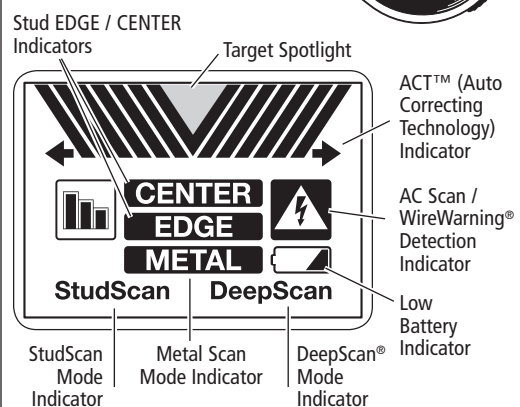 Stud EDGE / CENTER
Indicators
Target Spotlight
ACT™ (Auto
Correcting
Technology)
Indicator
CENTER
EDGE
METAL
AC Scan /
WireWarning®
Detection
Indicator
StudScan DeepScan
Low
Battery
Indicator
StudScan
Mode
Indicator
Metal Scan
Mode Indicator
DeepScan®
Mode
Indicator